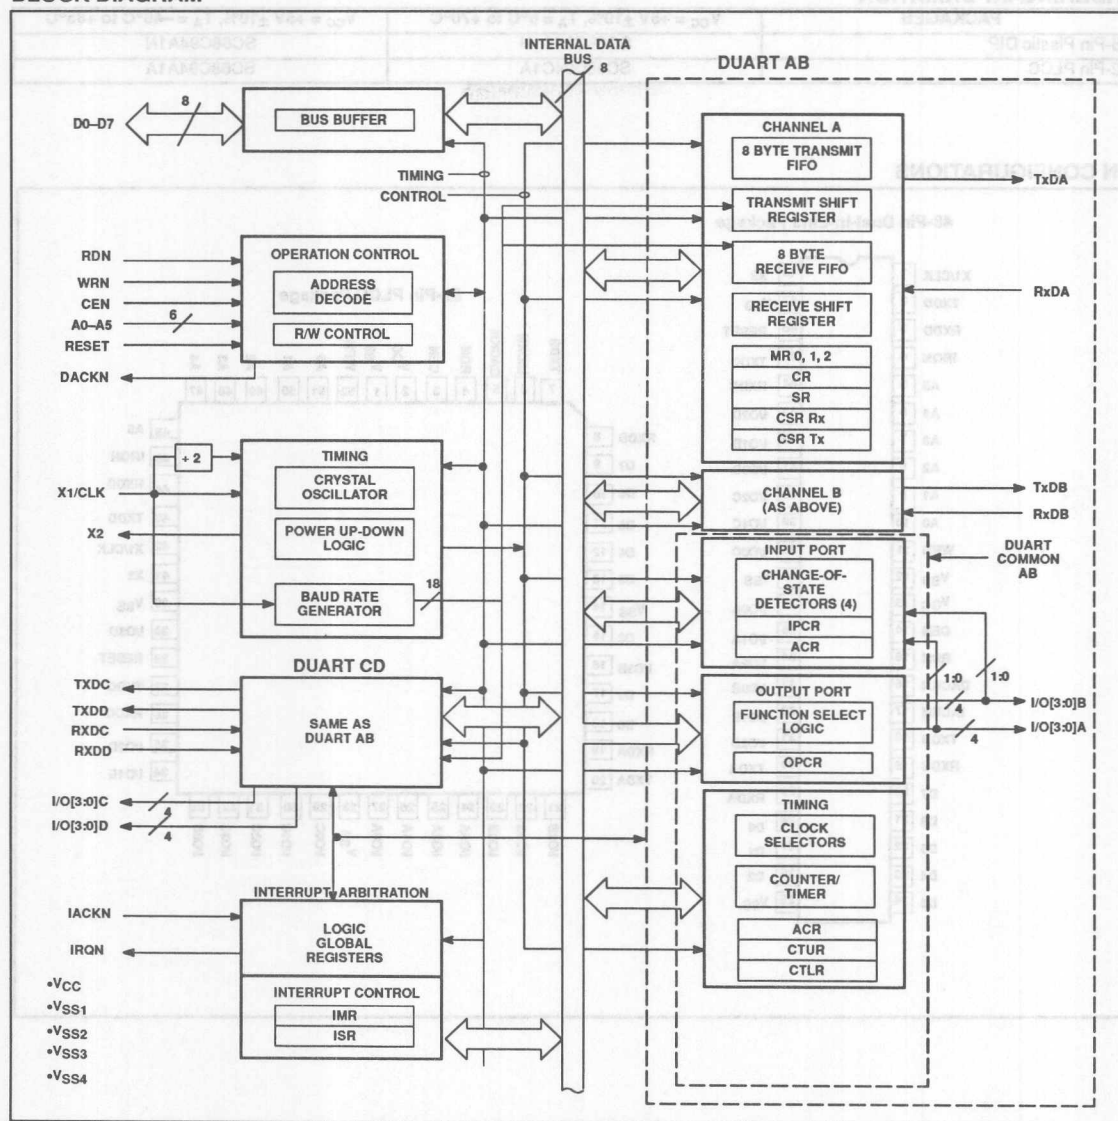 BLOCK DIAGRAM
INTERNAL DATA
BUS
8
DUART AB
D0–D7
8
BUS BUFFER
TIMING
CONTROL
CHANNEL A
8 BYTE TRANSMIT
FIFO
TRANSMIT SHIFT
REGISTER
8 BYTE
RECEIVE FIFO
RECEIVE SHIFT
REGISTER
MR 0, 1, 2
CR
SR
CSR Rx
CSR Tx
TxDA
RxDA
RDN
WRN
CEN
A0–A5
6
RESET
DACKN
OPERATION CONTROL
ADDRESS
DECODE
R/W CONTROL
÷ 2
X1/CLK
X2
TIMING
CRYSTAL
OSCILLATOR
POWER UP-DOWN
LOGIC
BAUD RATE
GENERATOR
18
CHANNEL B
(AS ABOVE)
TxDB
RxDB
DUART
COMMON
AB
INPUT PORT
CHANGE-OF-
STATE
DETECTORS (4)
IPCR
ACR
1:0
1:0
4
I/O[3:0]B
I/O[3:0]A
4
OUTPUT PORT
FUNCTION SELECT
LOGIC
OPCR
DUART CD
TXDC
TXDD
RXDC
RXDD
SAME AS
DUART AB
I/O[3:0]C
4
I/O[3:0]D
4
TIMING
CLOCK
SELECTORS
COUNTER/
TIMER
ACR
CTUR
CTLR
INTERRUPT ARBITRATION
IACKN
IRQN
LOGIC
GLOBAL
REGISTERS
INTERRUPT CONTROL
IMR
ISR
•VCC
•VSS1
•VSS2
•VSS3
•VSS4